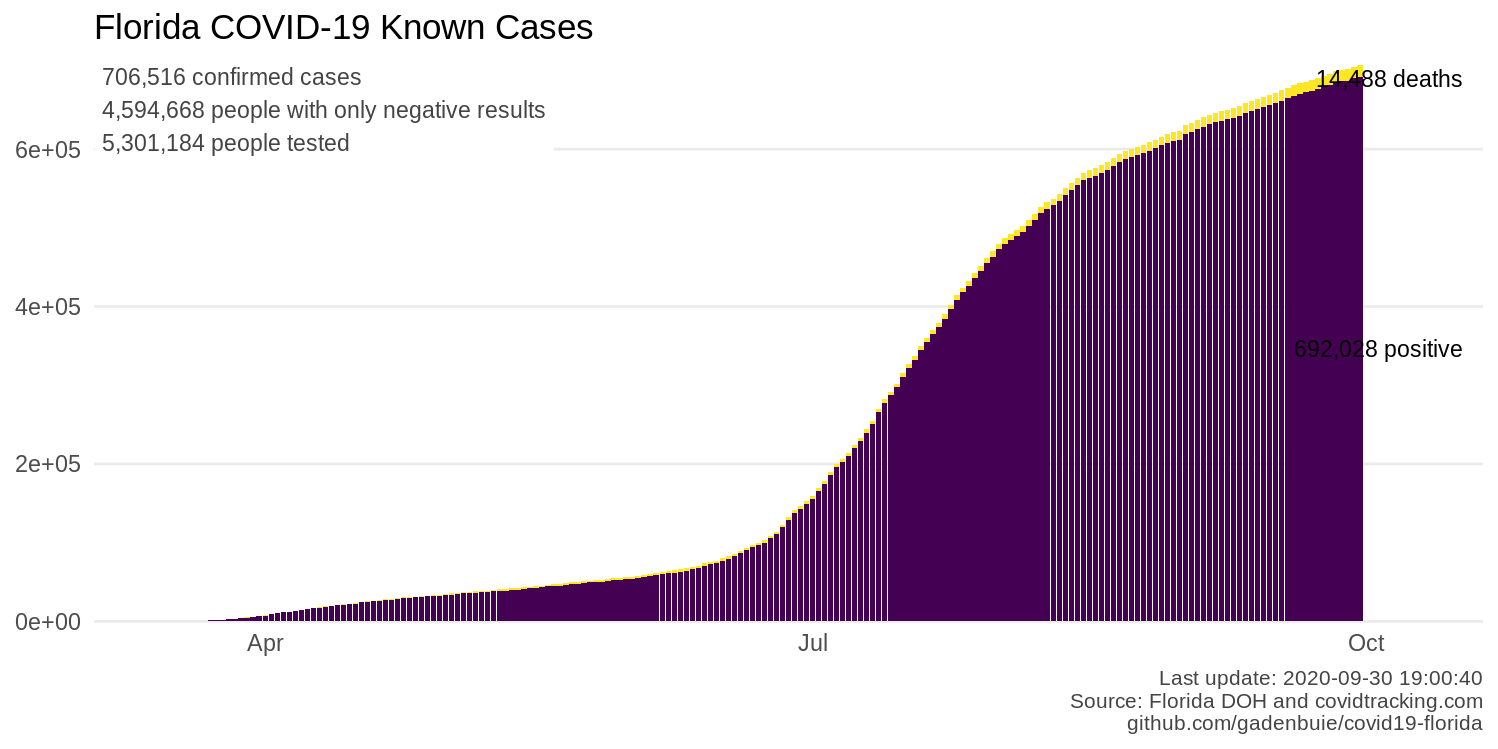 Florida COVID-19 Known Cases
706,516 confirmed cases
4,594,668 people with only negative results
5,301,184 people tested
14,488 deaths
6e+05
4e+05
692,028 positive
2e+05
0e+00
Apr
Jul
Oct
Last update: 2020-09-30 19:00:40
Source: Florida DOH and covidtracking.com
github.com/gadenbuie/covid19-florida